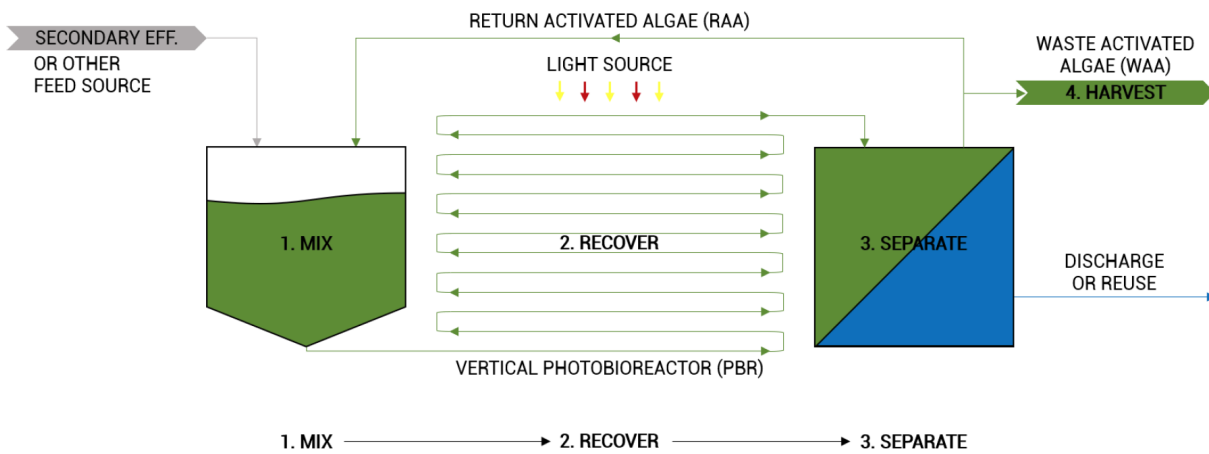 RETURN ACTIVATED ALGAE (RAA)
SECONDARY EFF.
OR OTHER
FEED SOURCE
LIGHT SOURCE
WASTE ACTIVATED
ALGAE (WAA)
4. HARVEST
1. MIX
2. RECOVER
3. SEPARATE
DISCHARGE
OR REUSE
VERTICAL PHOTOBIOREACTOR (PBR)
1. MIX
2. RECOVER
3. SEPARATE